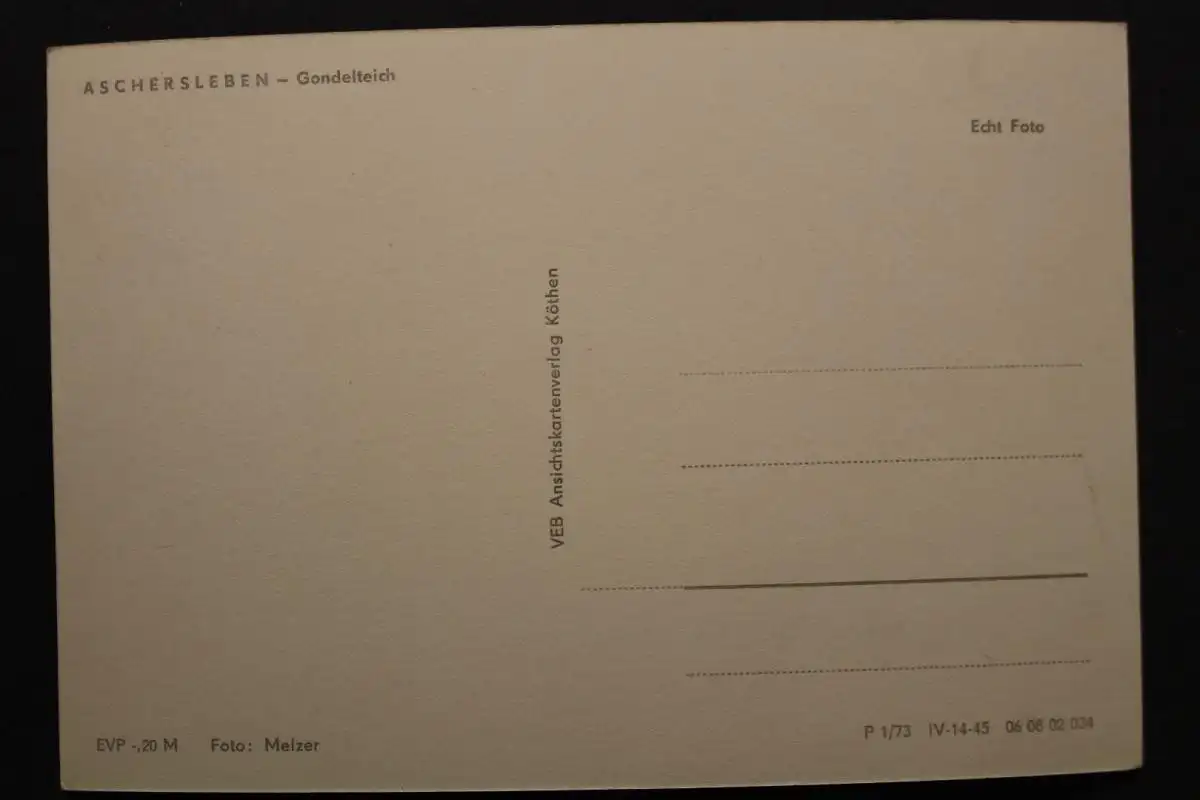 ASCHERSLEBEN – Gondelteich
Echt Foto
VEB Ansichtskartenverlag Köthen
EVP -,20 M Foto: Melzer
P 1/73 IV-14-45 06 08 02 034